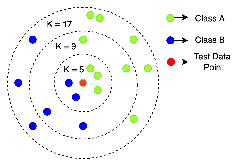 K = 17
K = 9
K = 5
Class A
Class B
Test Data
Point